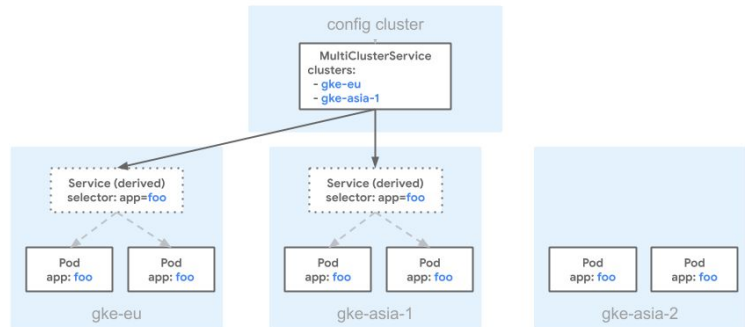 config cluster
MultiClusterService
clusters:
- gke-eu
- gke-asia-1
Service (derived)
selector: app=foo
Service (derived)
selector: app=foo
Pod
app: foo
Pod
app: foo
Pod
app: foo
Pod
app: foo
Pod
app: foo
Pod
app: foo
gke-eu
gke-asia-1
gke-asia-2